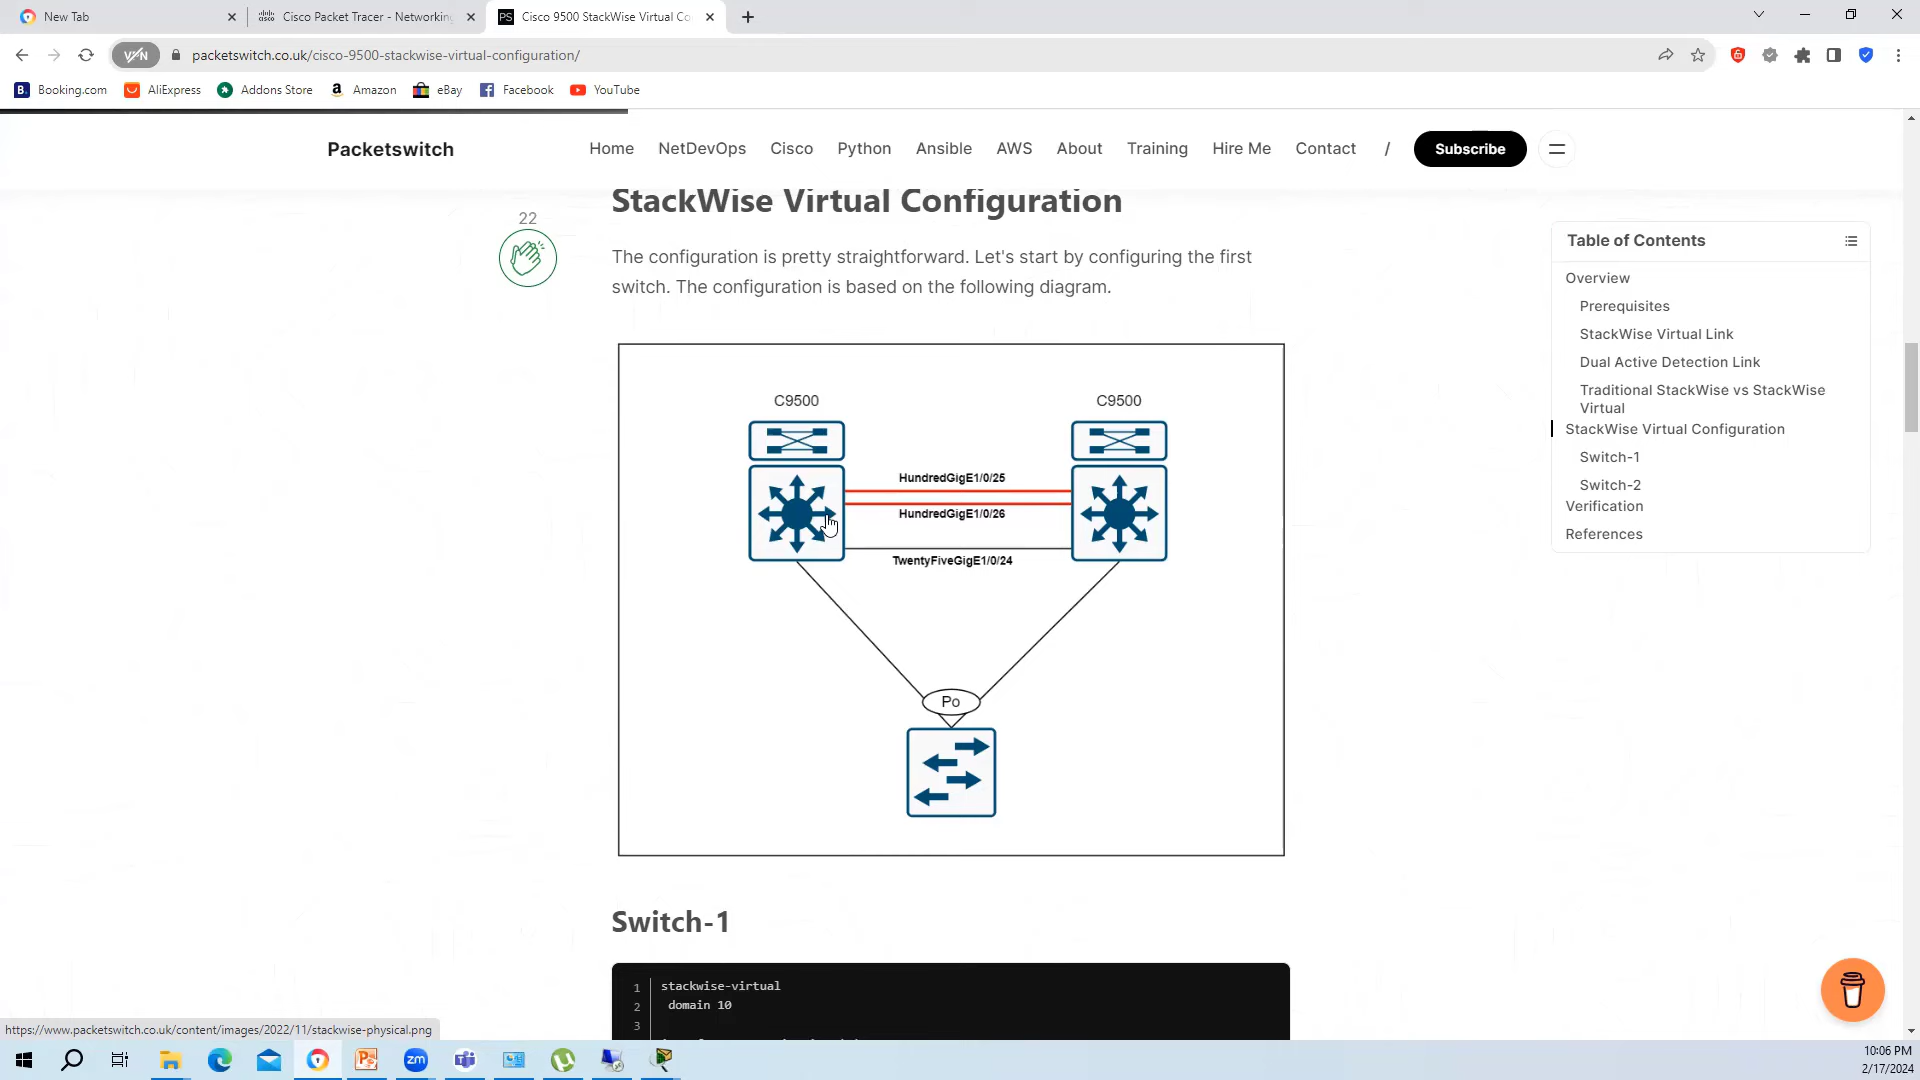 New Tab
Cisco Packet Tracer - Networking
PS Cisco 9500 StackWise Virtual Co
VPN
packetswitch.co.uk/cisco-9500-stackwise-virtual-configuration/
B. Booking.com
AliExpress
Addons Store
a Amazon
eBay
Facebook
YouTube
Packetswitch
Home
NetDevOps
Cisco
Python
Ansible
AWS
About
Training
Hire Me
Contact
/
Subscribe
StackWise Virtual Configuration
22
The configuration is pretty straightforward. Let's start by configuring the first
switch. The configuration is based on the following diagram.
C9500
C9500
HundredGigE1/0/25
HundredGigE1/0/26
TwentyFiveGigE1/0/24
Po
Table of Contents
Overview
Prerequisites
StackWise Virtual Link
Dual Active Detection Link
Traditional StackWise vs StackWise
Virtual
StackWise Virtual Configuration
Switch-1
Switch-2
Verification
References
Switch-1
1 stackwise-virtual
2 domain 10
3
https://www.packetswitch.co.uk/content/images/2022/11/stackwise-physical.png
zm
10:06 PM
2/17/2024